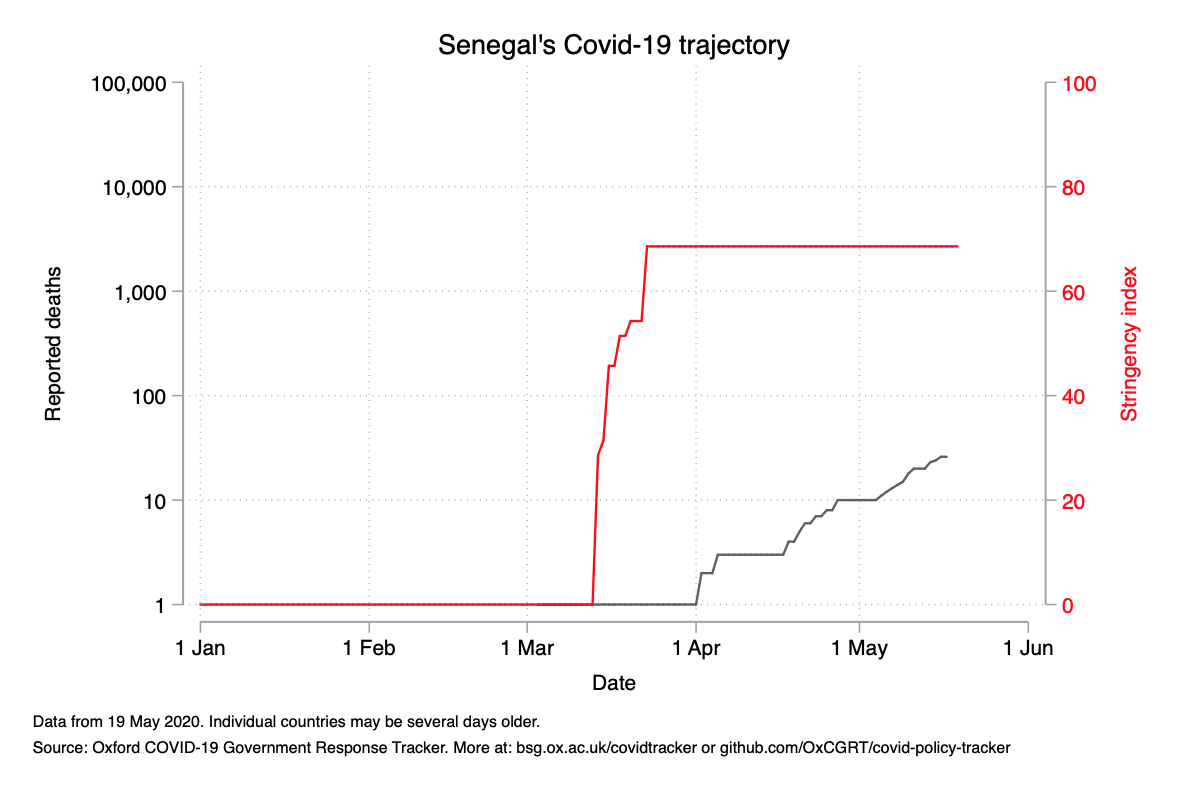 Senegal's Covid-19 trajectory
100,000
10,000
1,000
100
10
1
Reported deaths
100
80
60
40
20
0
Stringency index
1 Jan
1 Feb
1 Mar
1 Apr
1 May
1 Jun
Date
Data from 19 May 2020. Individual countries may be several days older.
Source: Oxford COVID-19 Government Response Tracker. More at: bsg.ox.ac.uk/covidtracker or github.com/OxCGRT/covid-policy-tracker